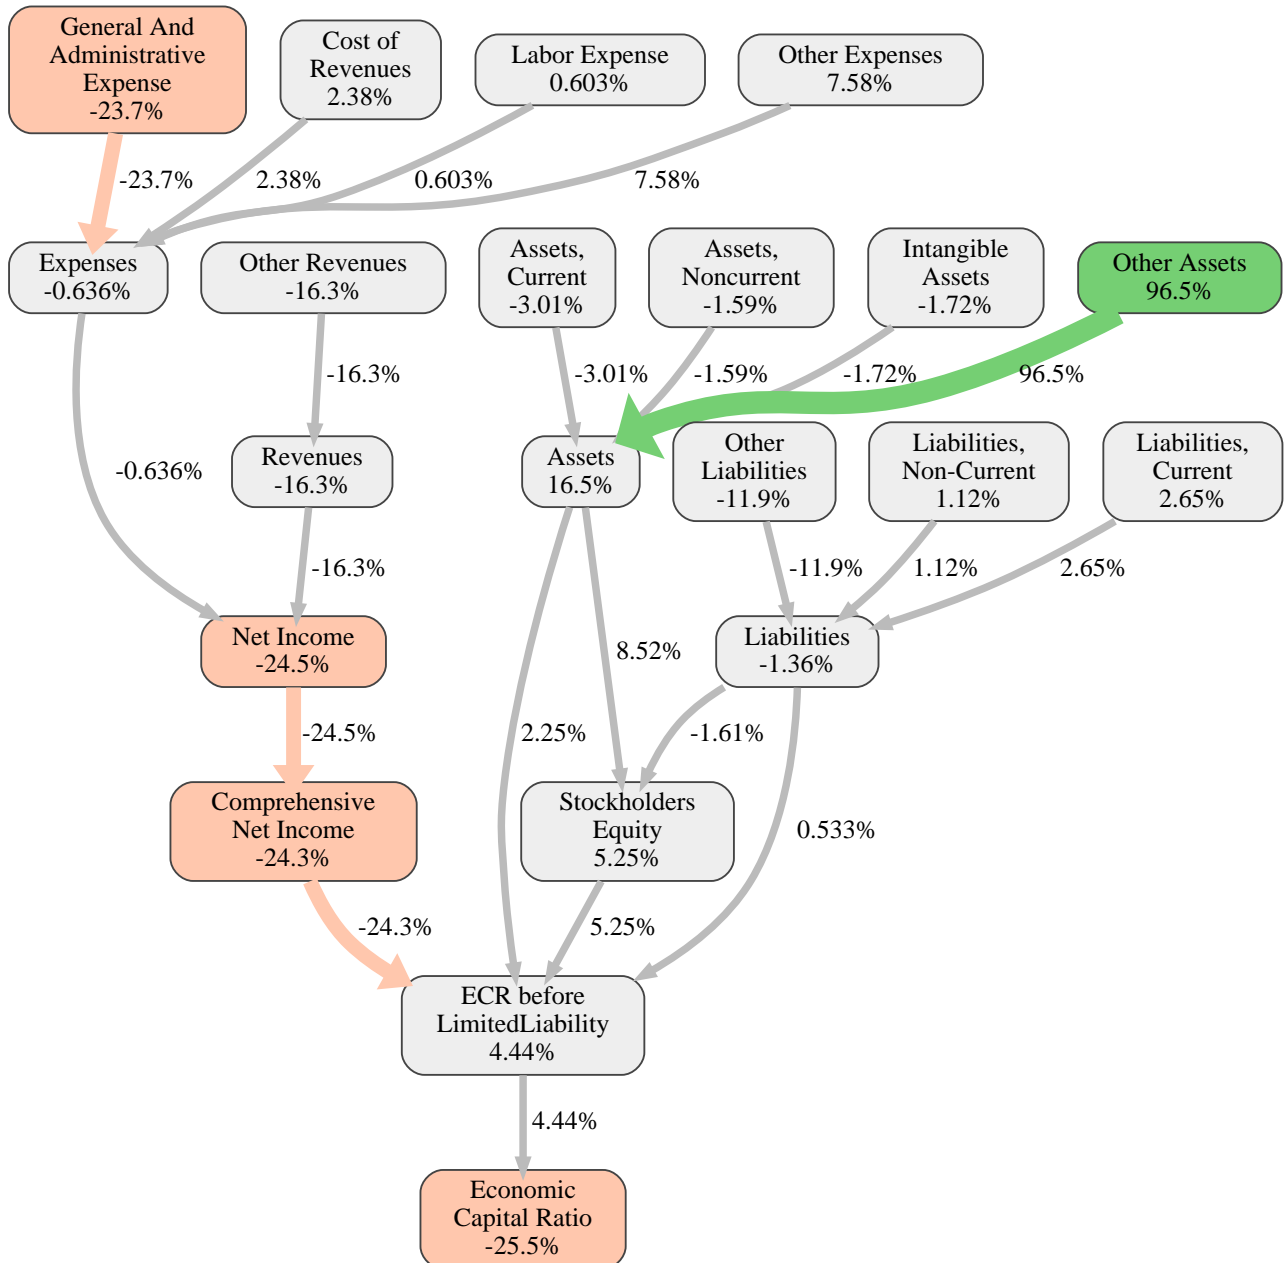 General And
Administrative
Expense
-23.7%
Cost of
Revenues
2.38%
Labor Expense
0.603%
Other Expenses
7.58%
-23.7%
2.38%
0.603%
7.58%
Expenses
-0.636%
Other Revenues
-16.3%
Assets,
Current
-3.01%
Assets,
Noncurrent
-1.59%
Intangible
Assets
-1.72%
Other Assets
96.5%
-16.3%
-3.01%
-1.59%
-1.72%
96.5%
-0.636%
Revenues
-16.3%
Assets
16.5%
Other
Liabilities
-11.9%
Liabilities,
Non-Current
1.12%
Liabilities,
Current
2.65%
-16.3%
-11.9%
1.12%
2.65%
Net Income
-24.5%
8.52%
Liabilities
-1.36%
-24.5%
2.25%
-1.61%
Comprehensive
Net Income
-24.3%
Stockholders
Equity
5.25%
0.533%
-24.3%
5.25%
ECR before
LimitedLiability
4.44%
4.44%
Economic
Capital Ratio
-25.5%